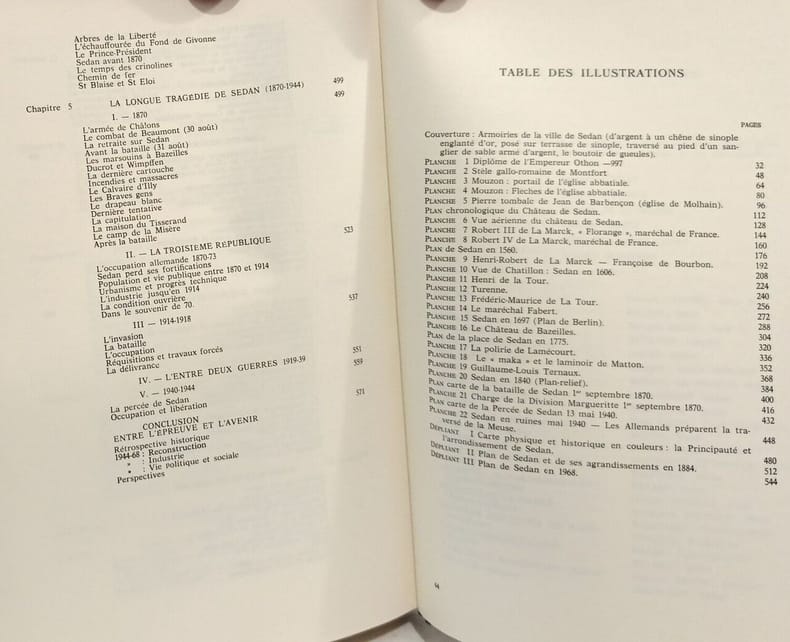 Arbres de la Liberté
L'échauffourée du Fond de Givonne
Le Prince-Président
Sedan avant 1870
Le temps des crinolines
Chemin de fer
St Blaise et St Eloi
Chapitre 5 LA LONGUE TRAGÉDIE DE SEDAN (1870-1944) 499
I. — 1870 499
L'armée de Châlons
Le combat de Beaumont (30 août)
La retraite sur Sedan
Avant la bataille (31 août)
Les marsouins à Bazeilles
Ducrot et Wimpffen
La dernière cartouche
Incendies et massacres
Le Calvaire d'Illy
Les Braves gens
Le drapeau blanc
Dernière tentative
La capitulation
La maison du Tisserand
Le camp de la Misère
Après la bataille
II. — LA TROISIEME REPUBLIQUE 523
L'occupation allemande 1870-73
Sedan perd ses fortifications
Population et vie publique entre 1870 et 1914
Urbanisme et progrès technique
L'industrie jusqu'en 1914
La condition ouvrière
Dans le souvenir de 70.
III — 1914-1918 537
L'invasion
La bataille
L'occupation
Réquisitions et travaux forcés
La délivrance
IV. — L'ENTRE DEUX GUERRES 1919-39 551
V. — 1940-1944 559
La percée de Sedan
Occupation et libération
CONCLUSION 571
ENTRE L'ÉPREUVE ET L'AVENIR
Rétrospective historique
1944-68 : Reconstruction
» : Industrie
» : Vie politique et sociale
Perspectives
TABLE DES ILLUSTRATIONS
PAGES
Couverture : Armoiries de la ville de Sedan (d'argent à un chêne de sinople
englanté d'or, posé sur terrasse de sinople, traversé au pied d'un san-
glier de sable armé d'argent, le boutoir de gueules).
PLANCHE 1 Diplôme de l'Empereur Othon —997 32
PLANCHE 2 Stèle gallo-romaine de Montfort 48
PLANCHE 3 Mouzon : portail de l'église abbatiale. 64
PLANCHE 4 Mouzon : Flèches de l'église abbatiale. 80
PLANCHE 5 Pierre tombale de Jean de Barbençon (église de Molhain). 96
PLAN chronologique du Château de Sedan. 112
PLANCHE 6 Vue aérienne du château de Sedan. 128
PLANCHE 7 Robert III de La Marck, « Florange », maréchal de France. 144
PLANCHE 8 Robert IV de La Marck, maréchal de France. 160
PLAN de Sedan en 1560. 176
PLANCHE 9 Henri-Robert de La Marck — Françoise de Bourbon. 192
PLANCHE 10 Vue de Chatillon : Sedan en 1606. 208
PLANCHE 11 Henri de la Tour. 224
PLANCHE 12 Turenne. 240
PLANCHE 13 Frédéric-Maurice de La Tour. 256
PLANCHE 14 Le maréchal Fabert. 272
PLANCHE 15 Sedan en 1697 (Plan de Berlin). 288
PLANCHE 16 Le Château de Bazeilles. 304
PLAN de la place de Sedan en 1775. 320
PLANCHE 17 La polirie de Lamécourt. 336
PLANCHE 18 Le « maka » et le laminoir de Matton. 352
PLANCHE 19 Guillaume-Louis Ternaux. 368
PLANCHE 20 Sedan en 1840 (Plan-relief). 384
PLAN carte de la bataille de Sedan 1er septembre 1870. 400
PLANCHE 21 Charge de la Division Margueritte 1er septembre 1870. 416
PLAN carte de la Percée de Sedan 13 mai 1940. 432
PLANCHE 22 Sedan en ruines mai 1940 — Les Allemands préparent la tra-
versé de la Meuse. 448
DÉPLIANT I Carte physique et historique en couleurs : la Principauté et
l'arrondissement de Sedan. 480
DÉPLIANT II Plan de Sedan et de ses agrandissements en 1884. 512
DÉPLIANT III Plan de Sedan en 1968. 544